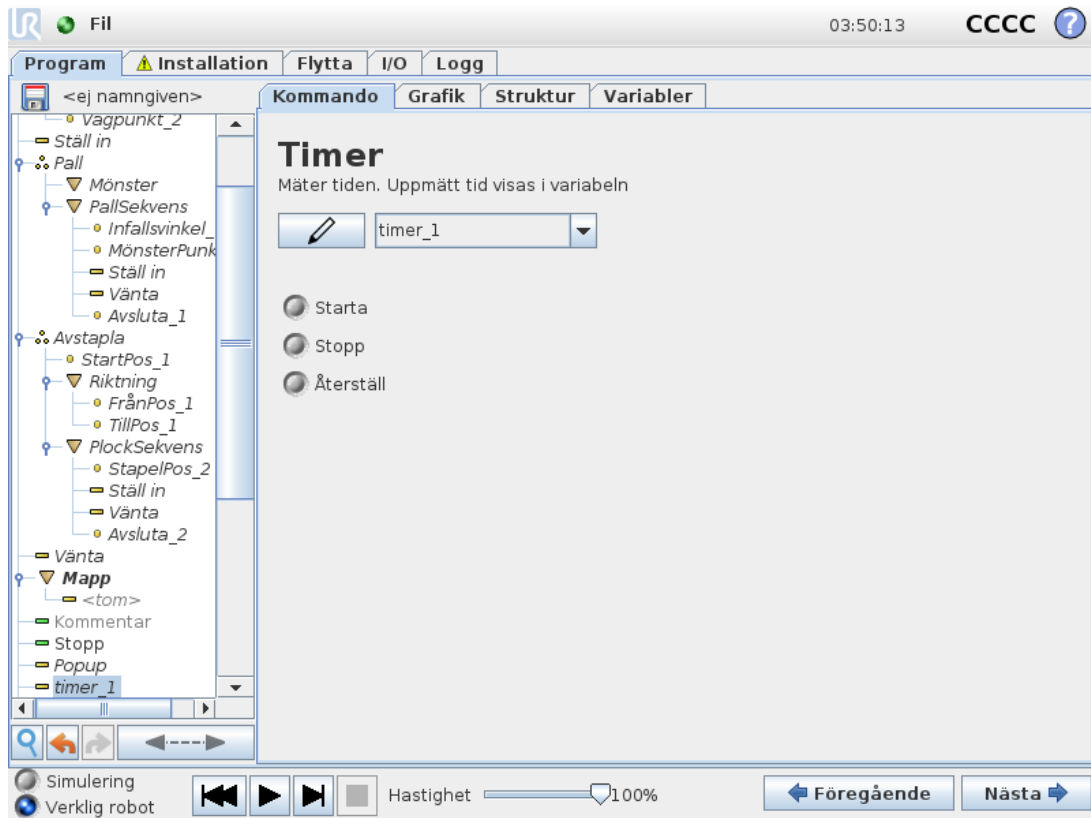 UR Fil 03:50:13 CCCC ?
Program Installation Flytta I/O Logg
<ej namngiven> Kommando Grafik Struktur Variabler
Vägpunkt_2
Ställ in
Pall
Mönster
PallSekvens
Infallsvinkel_
MönsterPunk
Ställ in
Vänta
Avsluta_1
Avstapla
StartPos_1
Riktning
FrånPos_1
TillPos_1
PlockSekvens
StapelPos_2
Ställ in
Vänta
Avsluta_2
Vänta
Mapp
<tom>
Kommentar
Stopp
Popup
timer_1
Timer
Mäter tiden. Uppmätt tid visas i variabeln
timer_1
Starta
Stopp
Återställ
Simulering
Verklig robot
Hastighet 100%
Föregående Nästa